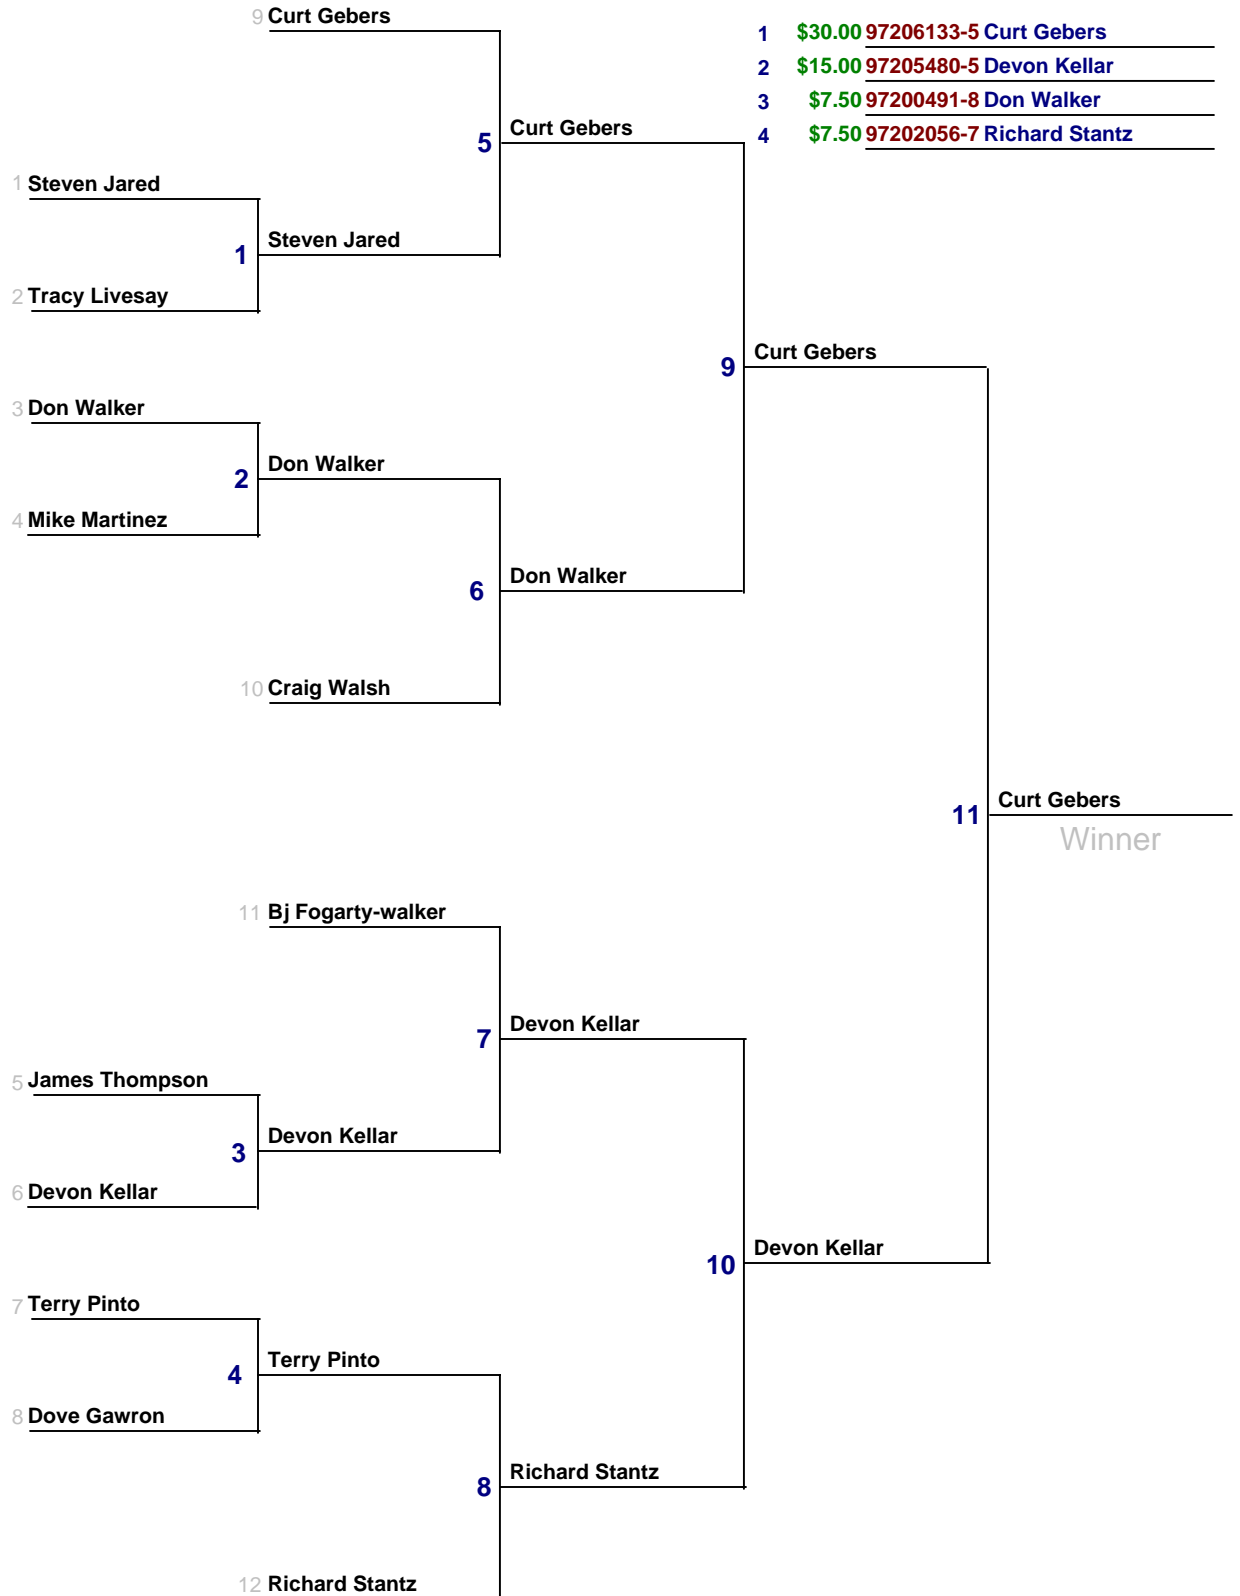 9 Curt Gebers
1 $30.00 97206133-5 Curt Gebers
2 $15.00 97205480-5 Devon Kellar
3 $7.50 97200491-8 Don Walker
4 $7.50 97202056-7 Richard Stantz
5 Curt Gebers
1 Steven Jared
1 Steven Jared
2 Tracy Livesay
9 Curt Gebers
3 Don Walker
2 Don Walker
4 Mike Martinez
6 Don Walker
10 Craig Walsh
11 Curt Gebers
Winner
11 Bj Fogarty-walker
7 Devon Kellar
5 James Thompson
3 Devon Kellar
6 Devon Kellar
10 Devon Kellar
7 Terry Pinto
4 Terry Pinto
8 Dove Gawron
8 Richard Stantz
12 Richard Stantz